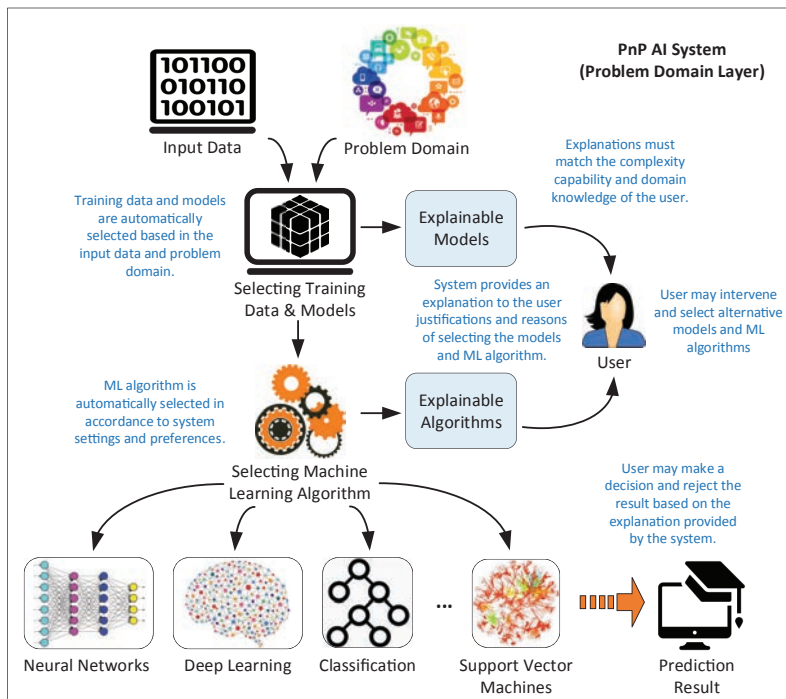 PnP AI System
(Problem Domain Layer)
101100
010110
100101
Input Data
Problem Domain
Explanations must
match the complexity
capability and domain
knowledge of the user.
Training data and models
are automatically
selected based in the
input data and problem
domain.
Explainable
Models
Selecting Training
Data & Models
System provides an
explanation to the user
justifications and reasons
of selecting the models
and ML algorithm.
User
User may intervene
and select alternative
models and ML
algorithms
ML algorithm is
automatically selected in
accordance to system
settings and preferences.
Explainable
Algorithms
Selecting Machine
Learning Algorithm
User may make a
decision and reject the
result based on the
explanation provided
by the system.
...
Neural Networks
Deep Learning
Classification
Support Vector
Machines
Prediction
Result